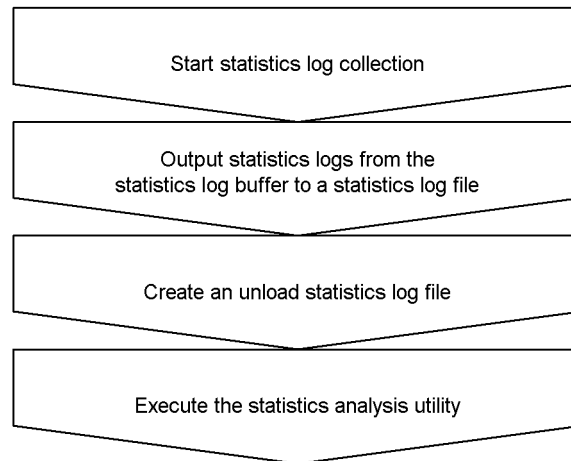 Start statistics log collection
Output statistics logs from the
statistics log buffer to a statistics log file
Create an unload statistics log file
Execute the statistics analysis utility